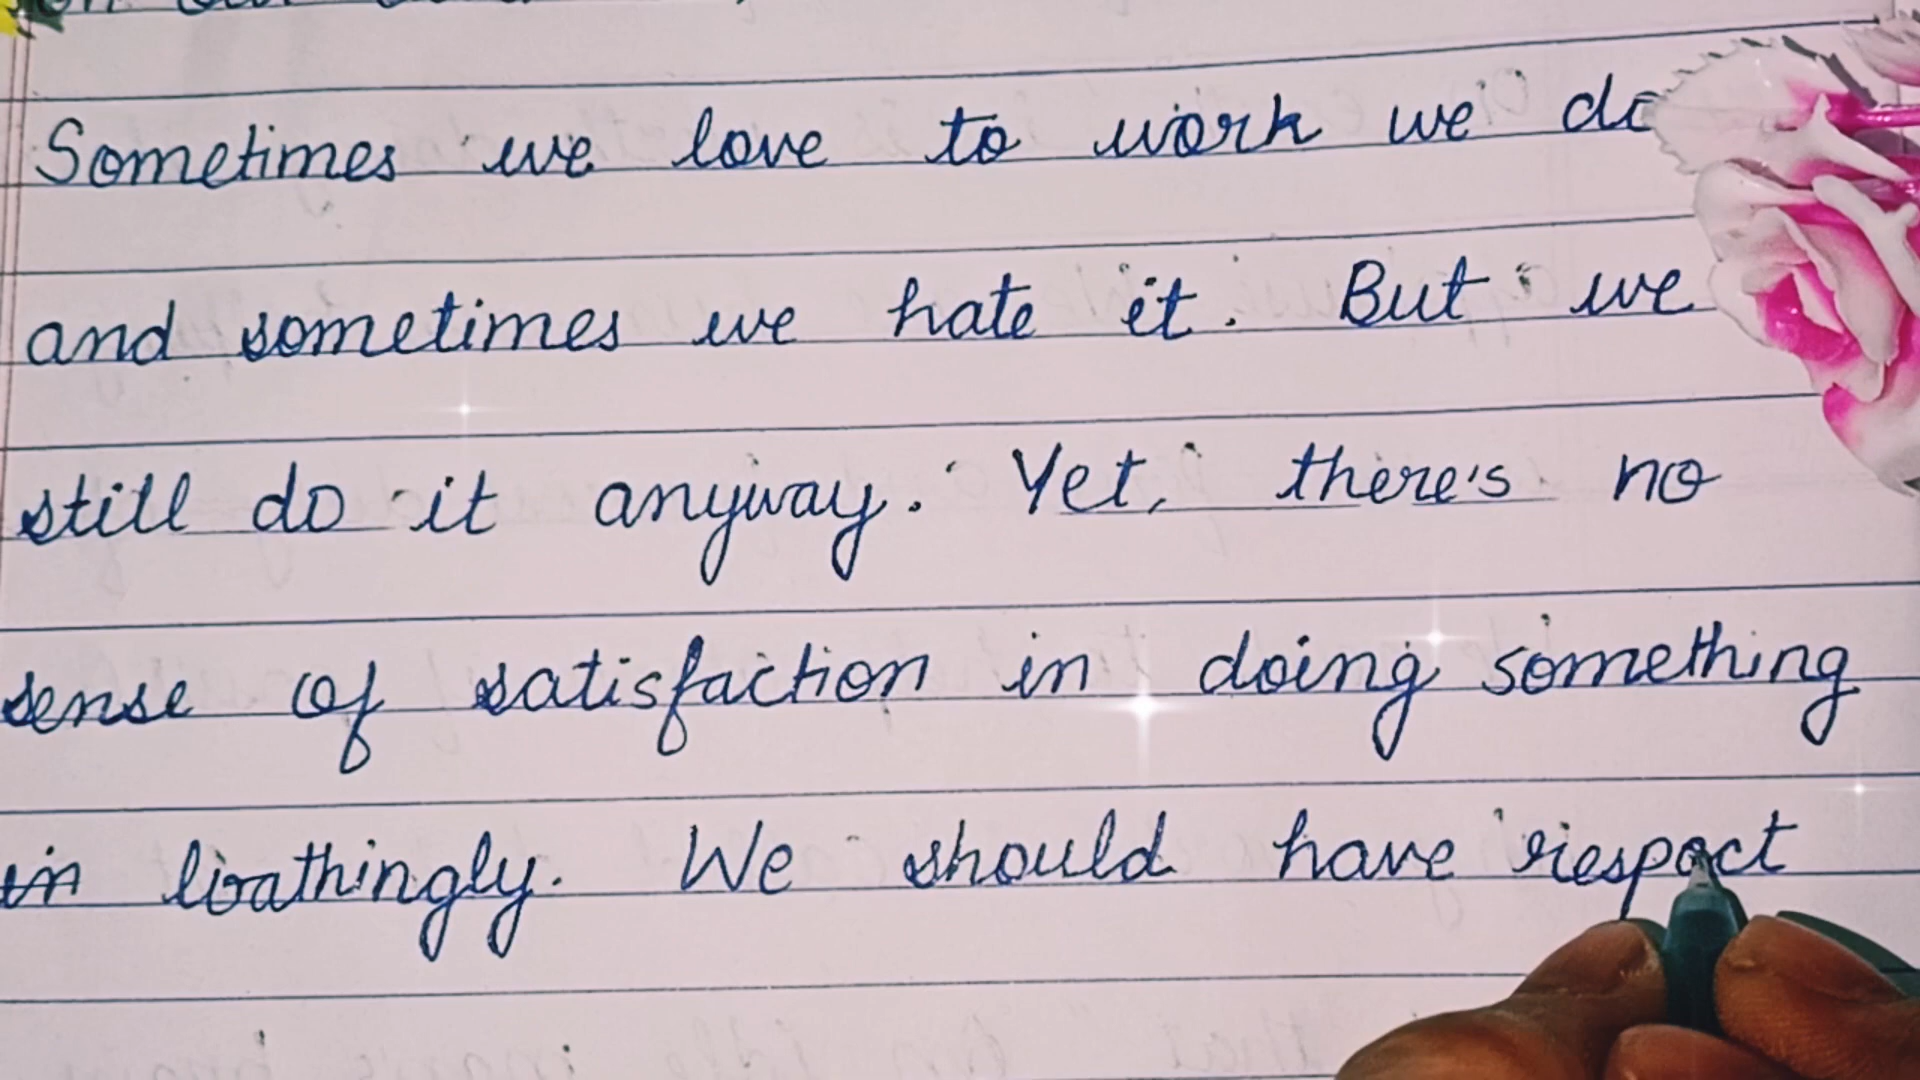 Sometimes we love to work we do
and sometimes we hate it. But we
still do it anyway. Yet, there's no
sense of satisfaction in doing something
in loathingly. We should have respect